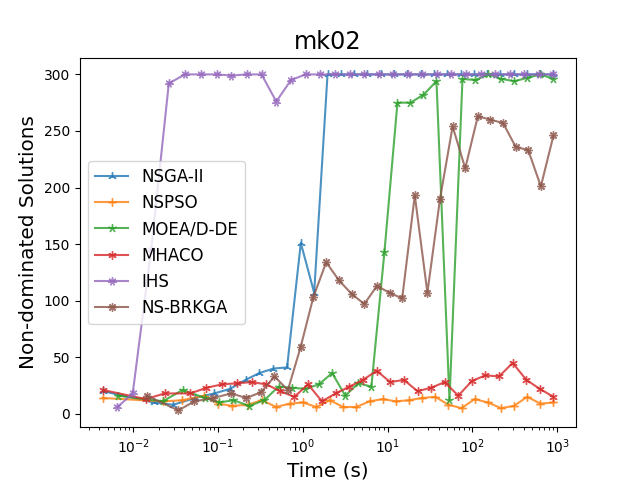 mk02
Non-dominated Solutions
300
250
200
150
100
50
0
NSGA-II
NSPSO
MOEA/D-DE
MHACO
IHS
NS-BRKGA
10⁻² 10⁻¹ 10⁰ 10¹ 10² 10³
Time (s)